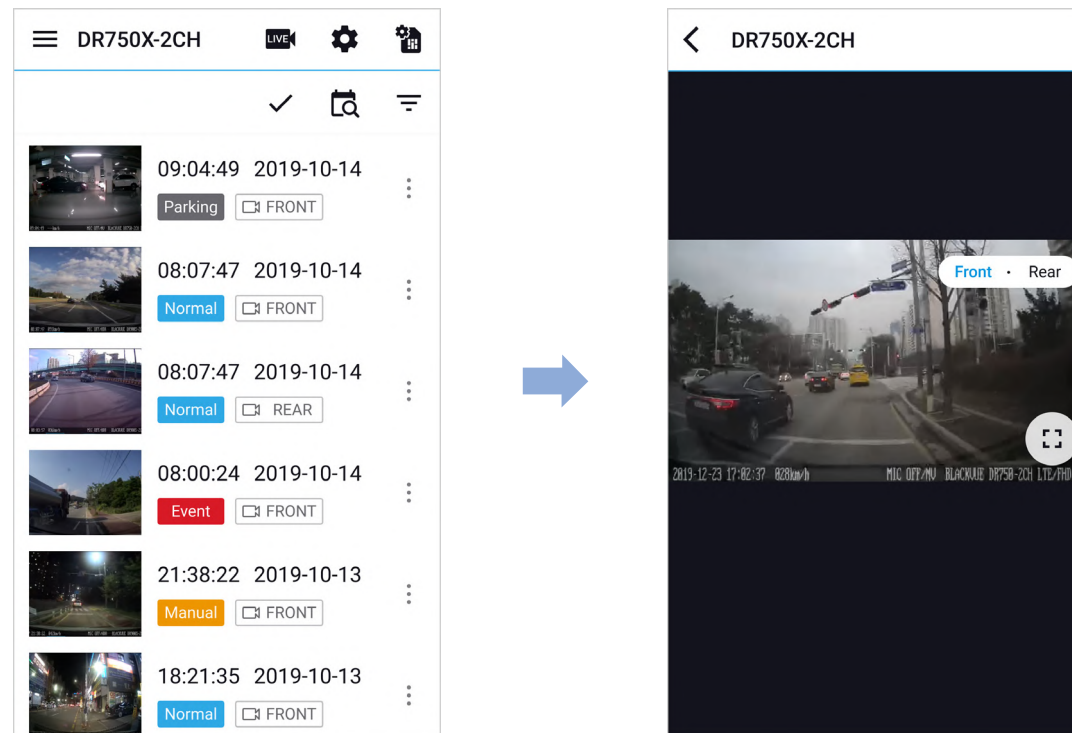 DR750X-2CH
LIVE
09:04:49 2019-10-14
Parking FRONT
08:07:47 2019-10-14
Normal FRONT
08:07:47 2019-10-14
Normal REAR
08:00:24 2019-10-14
Event FRONT
21:38:22 2019-10-13
Manual FRONT
18:21:35 2019-10-13
Normal FRONT
DR750X-2CH
Front · Rear
2019-12-23 17:02:37 028km/h MIC OFF/NV BLACKVUE DR750-2CH LTE/FHD